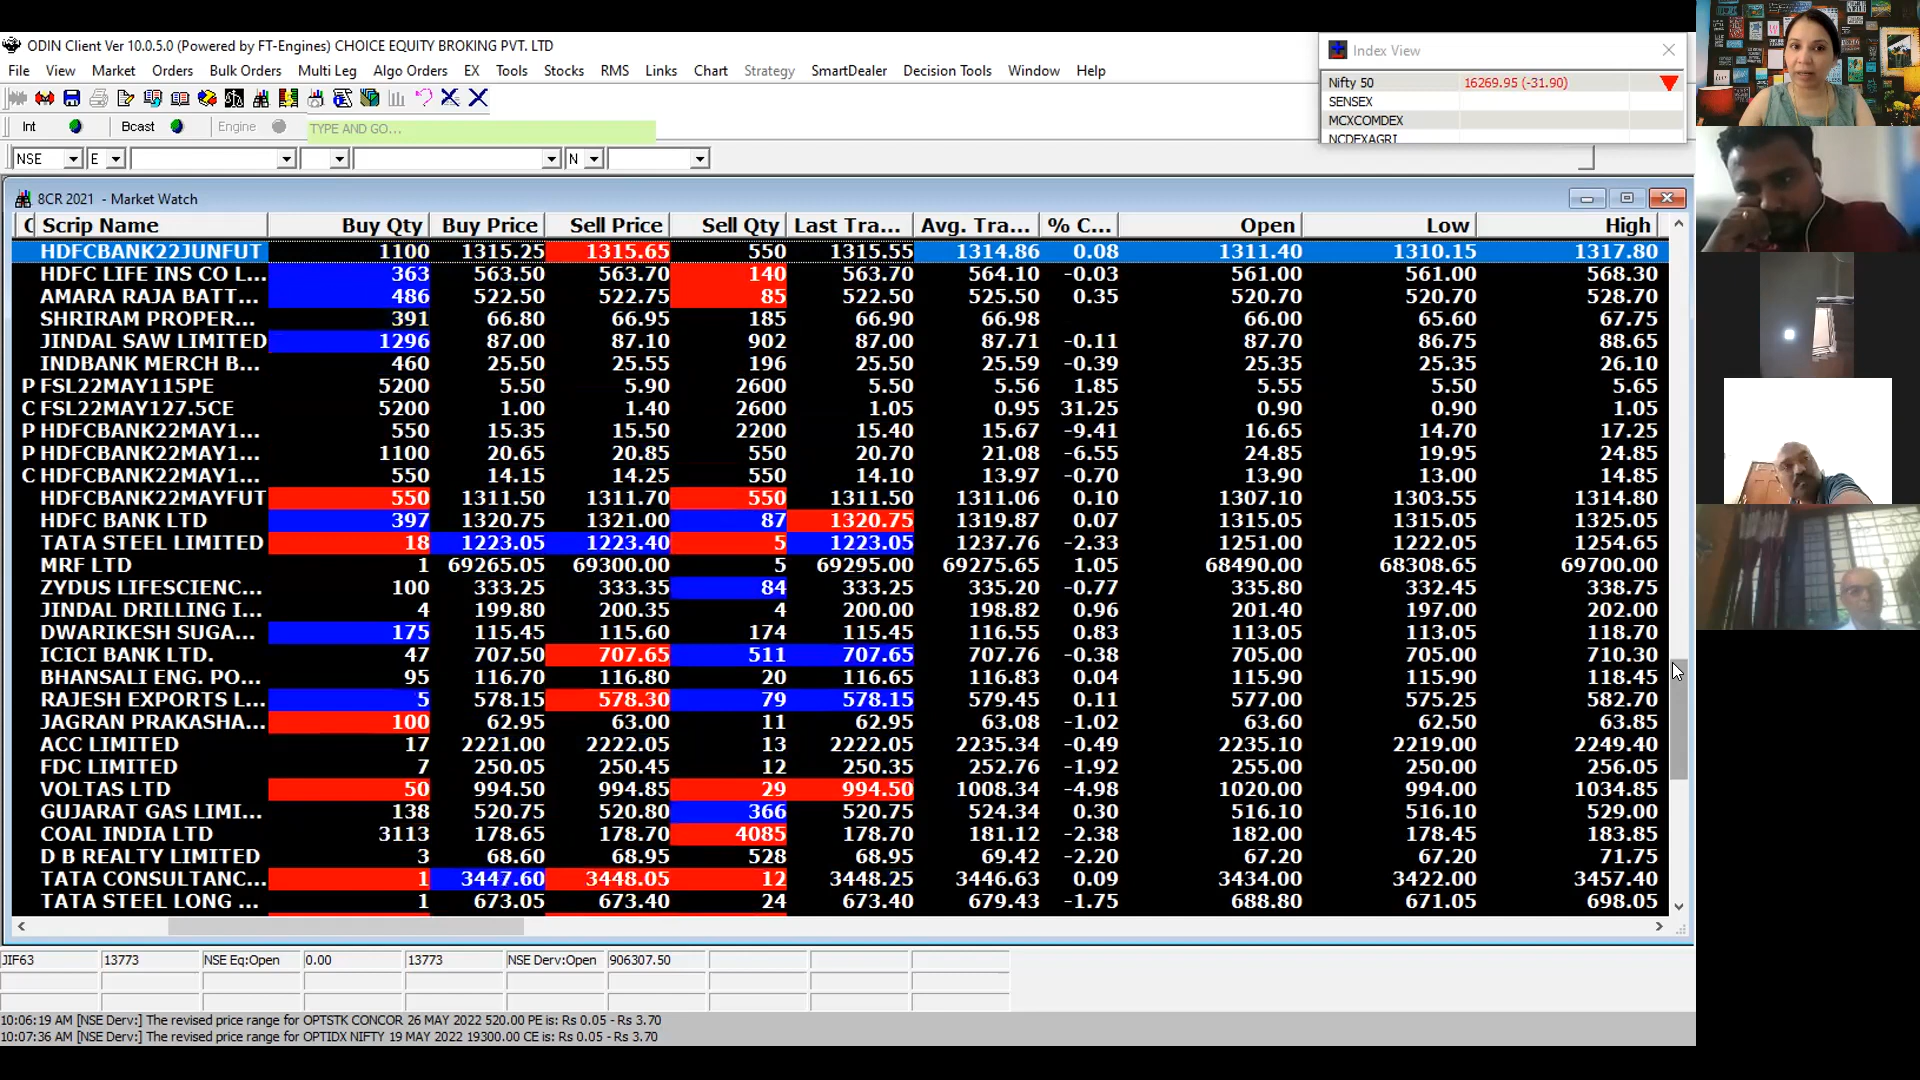 ODIN Client Ver 10.0.5.0 (Powered by FT-Engines) CHOICE EQUITY BROKING PVT. LTD
File View Market Orders Bulk Orders Multi Leg Algo Orders EX Tools Stocks RMS Links Chart Strategy SmartDealer Decision Tools Window Help
Index View
Nifty 50 16269.95 (-31.90)
SENSEX
MCXCOMDEX
NCDEXAGRI
Int Bcast Engine TYPE AND GO...
NSE E N
8CR 2021 - Market Watch
C Scrip Name Buy Qty Buy Price Sell Price Sell Qty Last Tra... Avg. Tra... % C... Open Low High
HDFCBANK22JUNFUT 1100 1315.25 1315.65 550 1315.55 1314.86 0.08 1311.40 1310.15 1317.80
HDFC LIFE INS CO L... 363 563.50 563.70 140 563.70 564.10 -0.03 561.00 561.00 568.30
AMARA RAJA BATT... 486 522.50 522.75 85 522.50 525.50 0.35 520.70 520.70 528.70
SHRIRAM PROPER... 391 66.80 66.95 185 66.90 66.98 66.00 65.60 67.75
JINDAL SAW LIMITED 1296 87.00 87.10 902 87.00 87.71 -0.11 87.70 86.75 88.65
INDBANK MERCH B... 460 25.50 25.55 196 25.50 25.59 -0.39 25.35 25.35 26.10
P FSL22MAY115PE 5200 5.50 5.90 2600 5.50 5.56 1.85 5.55 5.50 5.65
C FSL22MAY127.5CE 5200 1.00 1.40 2600 1.05 0.95 31.25 0.90 0.90 1.05
P HDFCBANK22MAY1... 550 15.35 15.50 2200 15.40 15.67 -9.41 16.65 14.70 17.25
P HDFCBANK22MAY1... 1100 20.65 20.85 550 20.70 21.08 -6.55 24.85 19.95 24.85
C HDFCBANK22MAY1... 550 14.15 14.25 550 14.10 13.97 -0.70 13.90 13.00 14.85
HDFCBANK22MAYFUT 550 1311.50 1311.70 550 1311.50 1311.06 0.10 1307.10 1303.55 1314.80
HDFC BANK LTD 397 1320.75 1321.00 87 1320.75 1319.87 0.07 1315.05 1315.05 1325.05
TATA STEEL LIMITED 18 1223.05 1223.40 5 1223.05 1237.76 -2.33 1251.00 1222.05 1254.65
MRF LTD 1 69265.05 69300.00 5 69295.00 69275.65 1.05 68490.00 68308.65 69700.00
ZYDUS LIFESCIENC... 100 333.25 333.35 84 333.25 335.20 -0.77 335.80 332.45 338.75
JINDAL DRILLING I... 4 199.80 200.35 4 200.00 198.82 0.96 201.40 197.00 202.00
DWARIKESH SUGA... 175 115.45 115.60 174 115.45 116.55 0.83 113.05 113.05 118.70
ICICI BANK LTD. 47 707.50 707.65 511 707.65 707.76 -0.38 705.00 705.00 710.30
BHANSALI ENG. PO... 95 116.70 116.80 20 116.65 116.83 0.04 115.90 115.90 118.45
RAJESH EXPORTS L... 5 578.15 578.30 79 578.15 579.45 0.11 577.00 575.25 582.70
JAGRAN PRAKASHA... 100 62.95 63.00 11 62.95 63.08 -1.02 63.60 62.50 63.85
ACC LIMITED 17 2221.00 2222.05 13 2222.05 2235.34 -0.49 2235.10 2219.00 2249.40
FDC LIMITED 7 250.05 250.45 12 250.35 252.76 -1.92 255.00 250.00 256.05
VOLTAS LTD 50 994.50 994.85 29 994.50 1008.34 -4.98 1020.00 994.00 1034.85
GUJARAT GAS LIMI... 138 520.75 520.80 366 520.75 524.34 0.30 516.10 516.10 529.00
COAL INDIA LTD 3113 178.65 178.70 4085 178.70 181.12 -2.38 182.00 178.45 183.85
D B REALTY LIMITED 3 68.60 68.95 528 68.95 69.42 -2.20 67.20 67.20 71.75
TATA CONSULTANC... 1 3447.60 3448.05 12 3448.25 3446.63 0.09 3434.00 3422.00 3457.40
TATA STEEL LONG ... 1 673.05 673.40 24 673.40 679.43 -1.75 688.80 671.05 698.05
JIF63 13773 NSE Eq:Open 0.00 13773 NSE Derv:Open 906307.50
10:06:19 AM [NSE Derv:] The revised price range for OPTSTK CONCOR 26 MAY 2022 520.00 PE is: Rs 0.05 - Rs 3.70
10:07:36 AM [NSE Derv:] The revised price range for OPTIDX NIFTY 19 MAY 2022 19300.00 CE is: Rs 0.05 - Rs 3.70